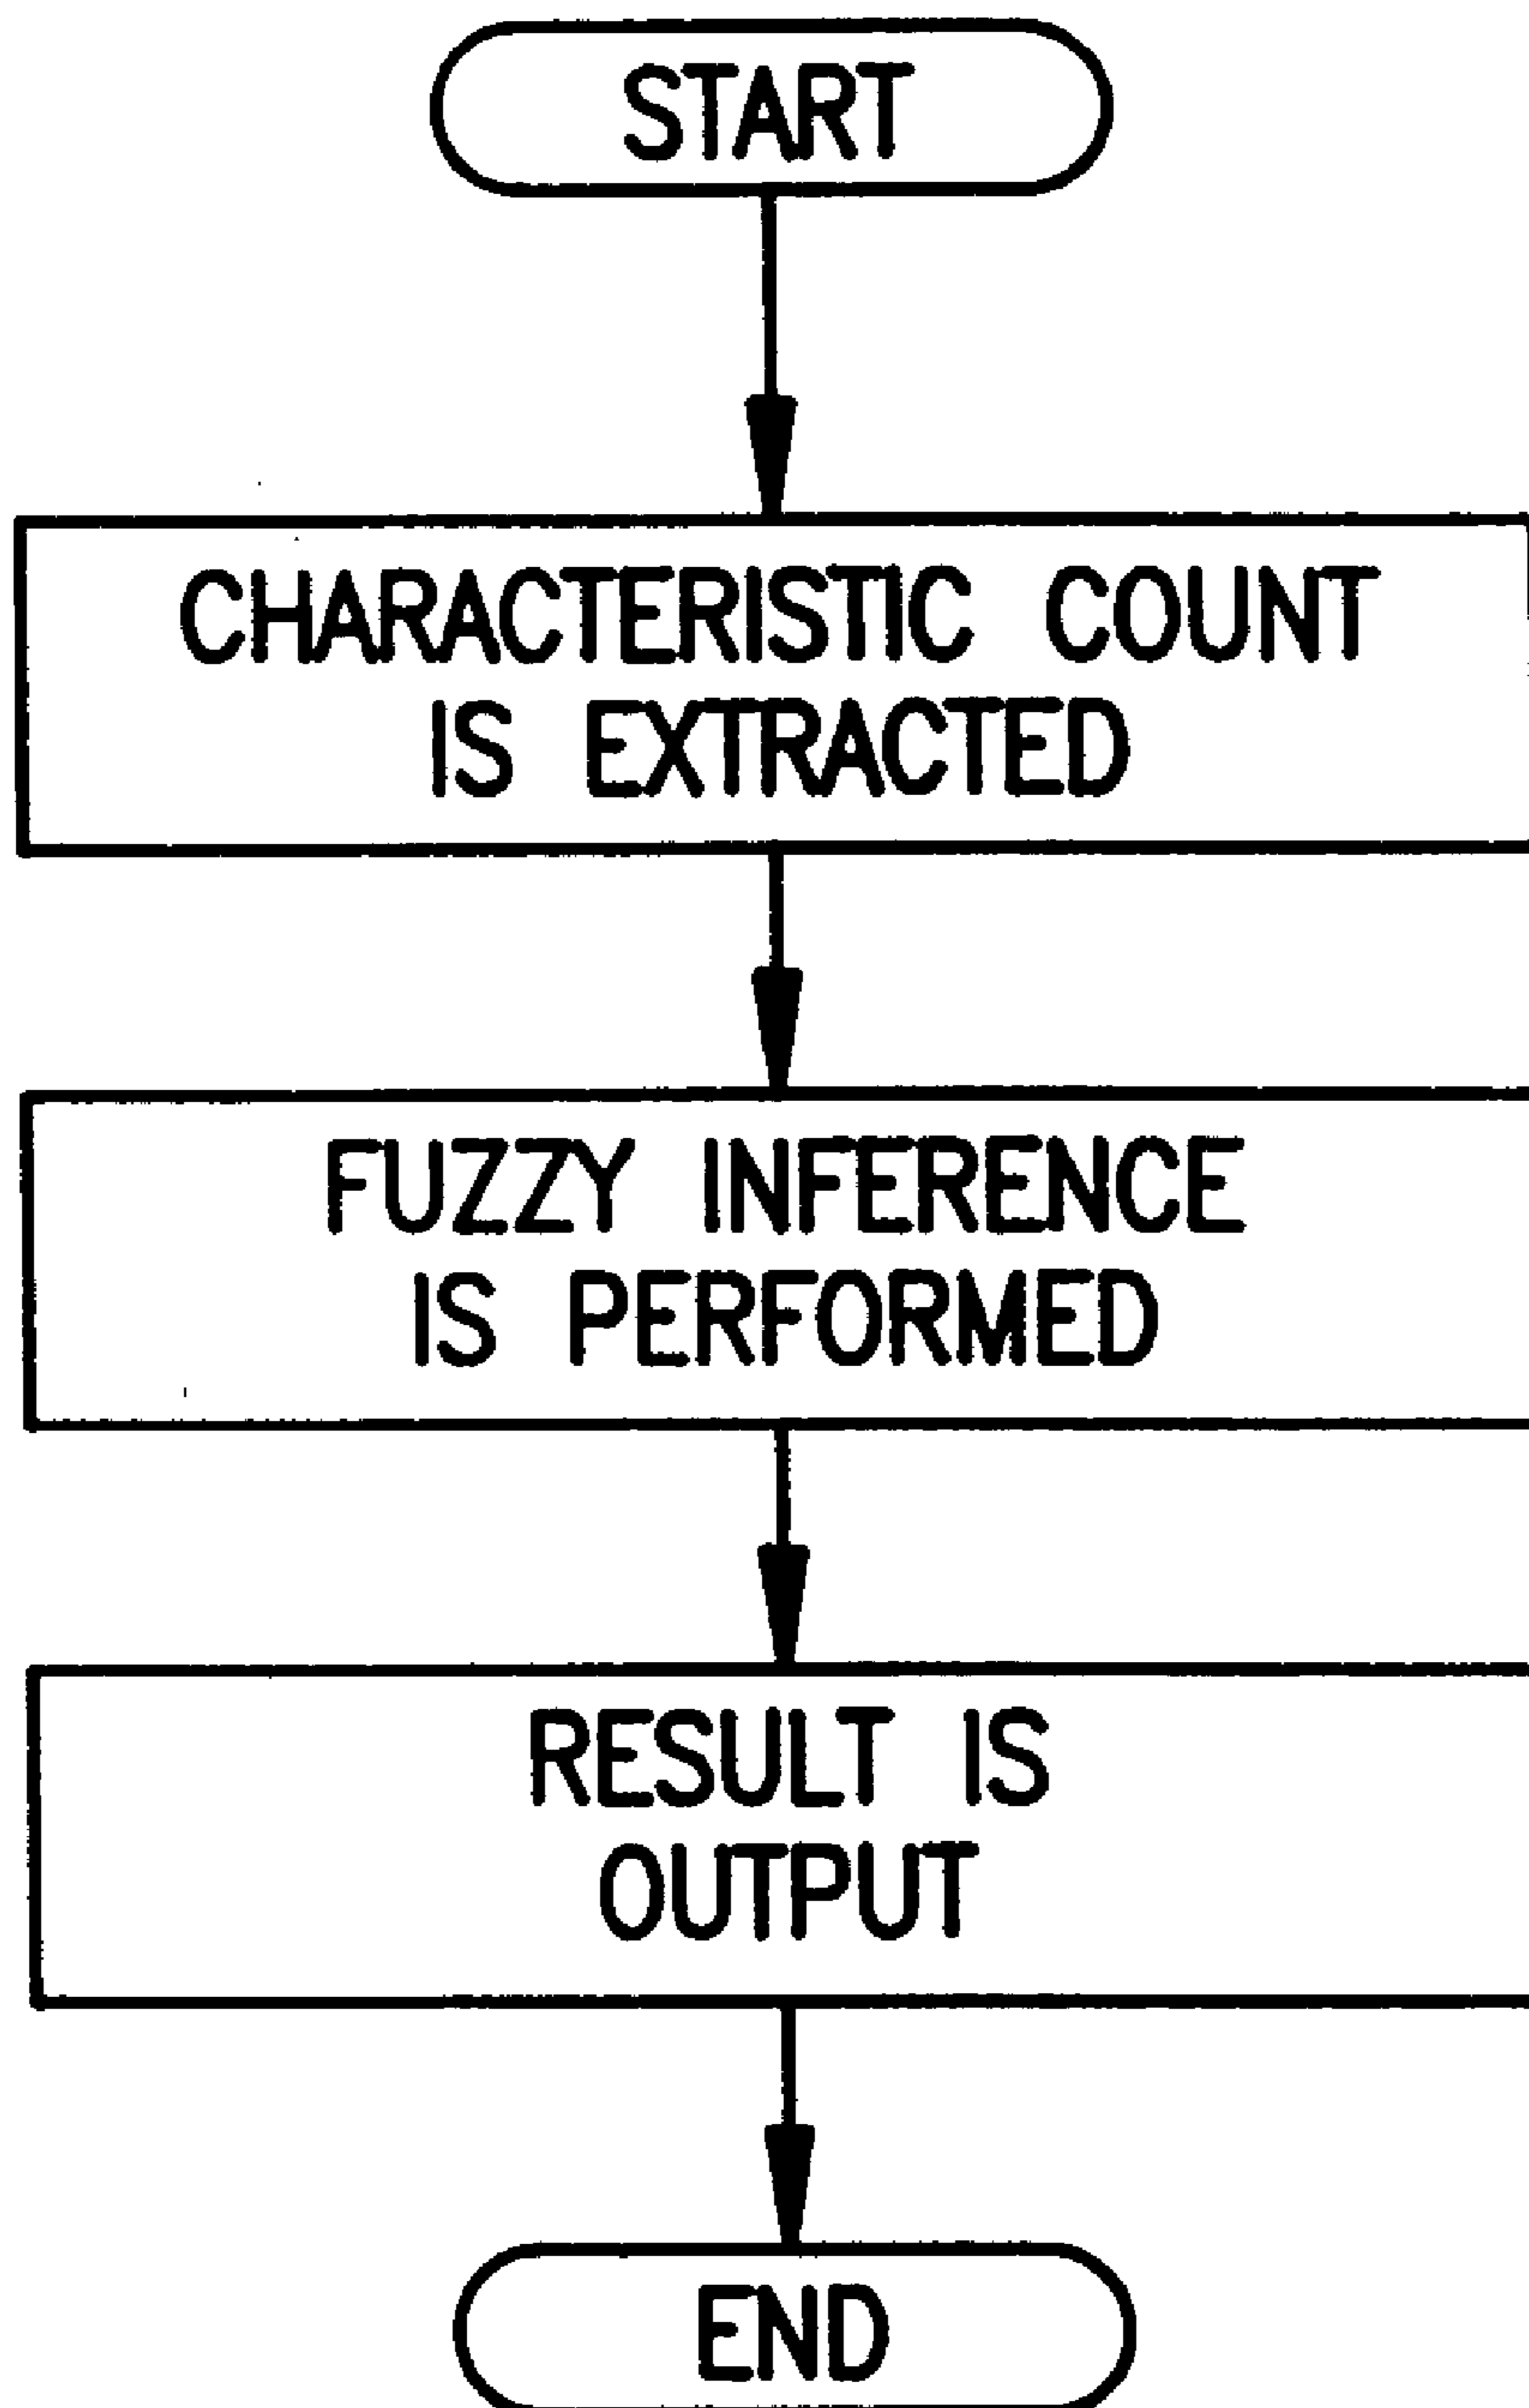 START
CHARACTERISTIC COUNT
IS EXTRACTED
FUZZY INFERENCE
IS PERFORMED
RESULT IS
OUTPUT
END